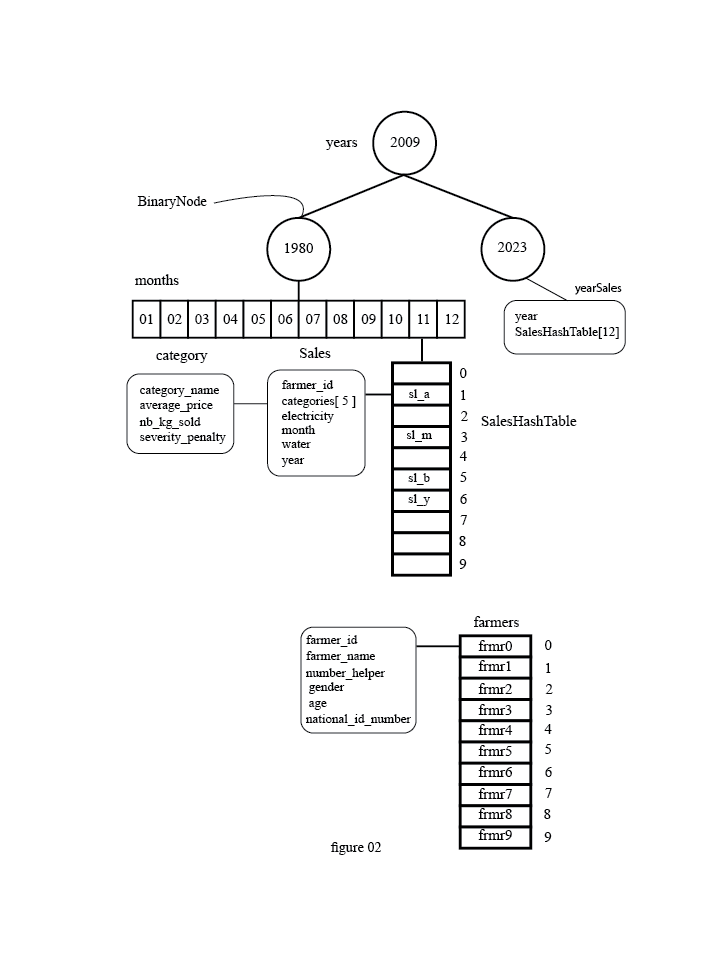 years
2009
BinaryNode
1980
2023
months
yearSales
01 02 03 04 05 06 07 08 09 10 11 12
year
SalesHashTable[12]
category
Sales
category_name
average_price
nb_kg_sold
severity_penalty
farmer_id
categories[ 5 ]
electricity
month
water
year
0
sl_a 1
2
sl_m 3
4
sl_b 5
sl_y 6
7
8
9
SalesHashTable
farmers
farmer_id
farmer_name
number_helper
gender
age
national_id_number
frmr0 0
frmr1 1
frmr2 2
frmr3 3
frmr4 4
frmr5 5
frmr6 6
frmr7 7
frmr8 8
frmr9 9
figure 02